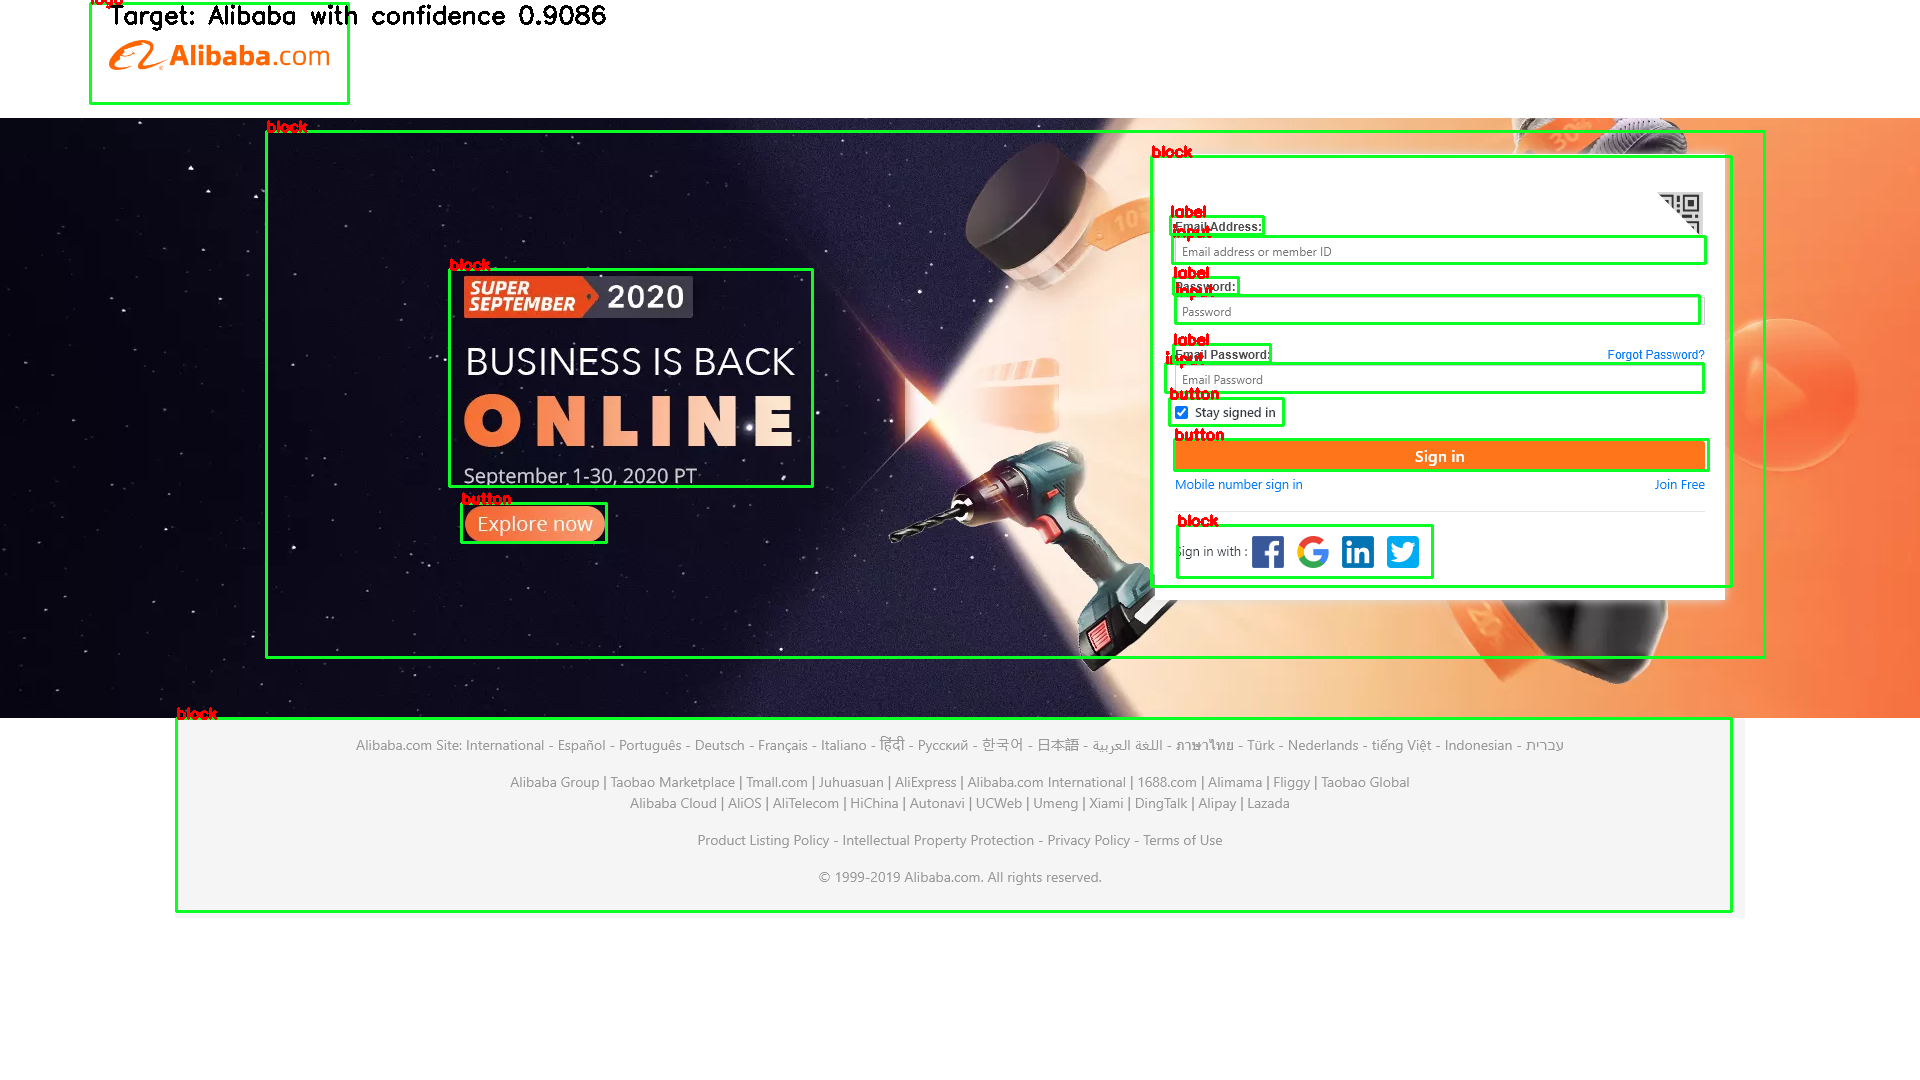 logo
Target: Alibaba with confidence 0.9086
Alibaba.com
block
block
30%
10%
label
Email Address:
input
Email address or member ID
block
SUPER SEPTEMBER 2020
label
Password:
input
Password
BUSINESS IS BACK
ONLINE
label
Email Password:
Forgot Password?
input
Email Password
button
Stay signed in
button
Sign in
September 1-30, 2020 PT
Mobile number sign in
Join Free
button
Explore now
block
Sign in with :
20%
block
Alibaba.com Site: International - Español - Português - Deutsch - Français - Italiano - हिंदी - Pусский - 한국어 - 日本語 - اللغة العربية - ภาษาไทย - Türk - Nederlands - tiếng Việt - Indonesian - עברית
Alibaba Group | Taobao Marketplace | Tmall.com | Juhuasuan | AliExpress | Alibaba.com International | 1688.com | Alimama | Fliggy | Taobao Global
Alibaba Cloud | AliOS | AliTelecom | HiChina | Autonavi | UCWeb | Umeng | Xiami | DingTalk | Alipay | Lazada
Product Listing Policy - Intellectual Property Protection - Privacy Policy - Terms of Use
© 1999-2019 Alibaba.com. All rights reserved.